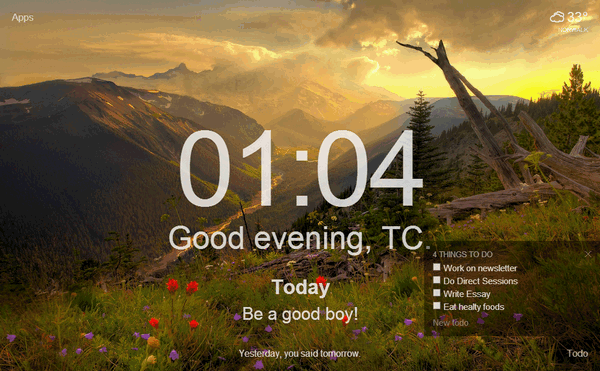 Apps
33°
NORWALK
01:04
Good evening, TC.
Today
Be a good boy!
4 THINGS TO DO
Work on newsletter
Do Direct Sessions
Write Essay
Eat healty foods
New todo
Yesterday, you said tomorrow.
Todo